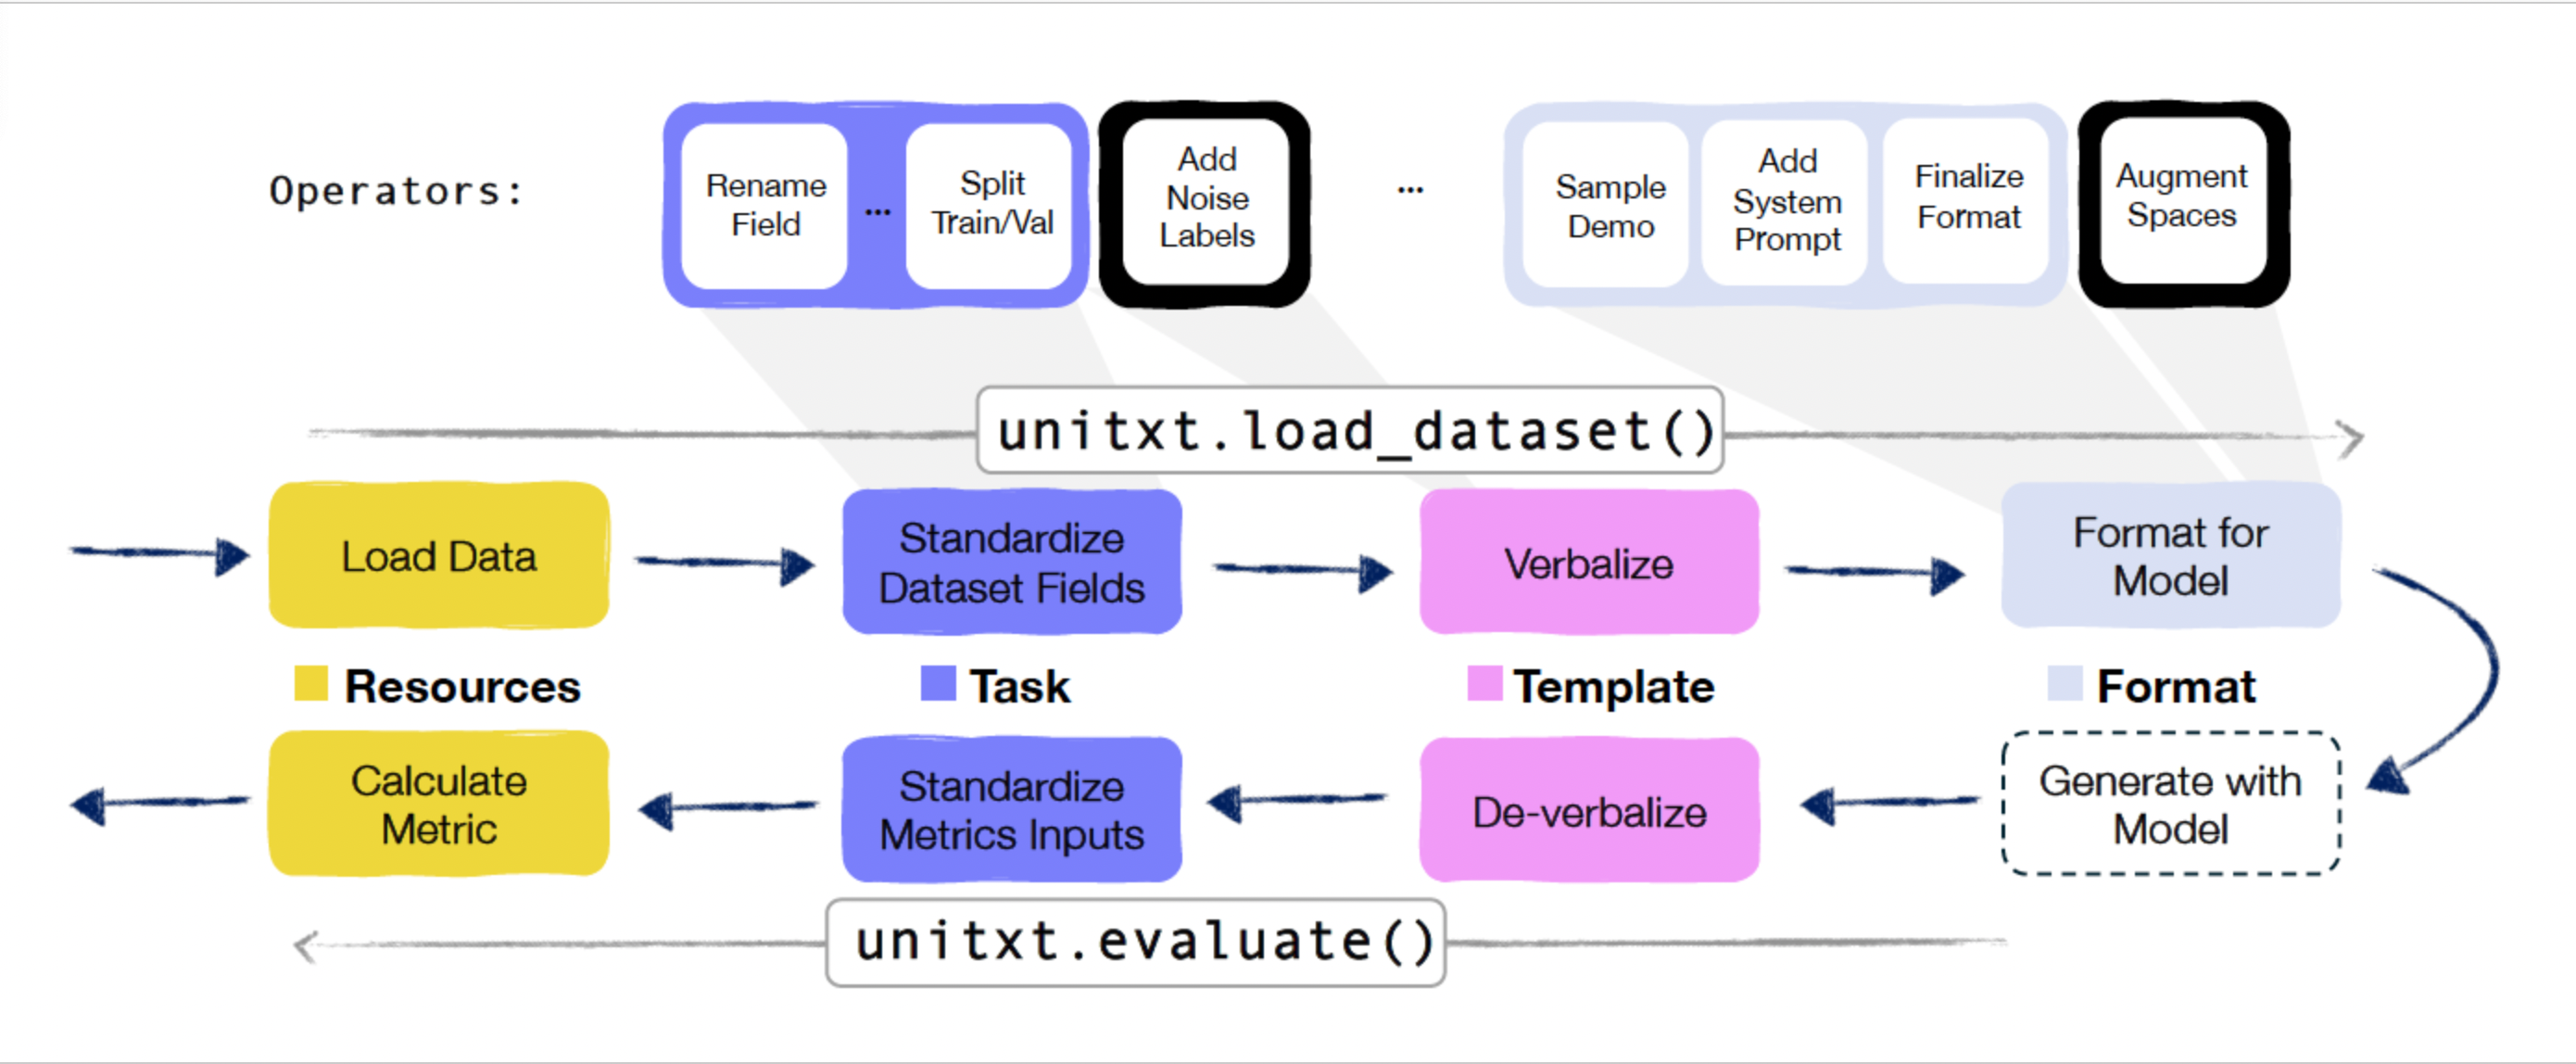 Operators:
Rename
Field
...
Split
Train/Val
Add
Noise
Labels
...
Sample
Demo
Add
System
Prompt
Finalize
Format
Augment
Spaces
unitxt.load_dataset()
Load Data
Standardize
Dataset Fields
Verbalize
Format for
Model
Resources
Task
Template
Format
Calculate
Metric
Standardize
Metrics Inputs
De-verbalize
Generate with
Model
unitxt.evaluate()